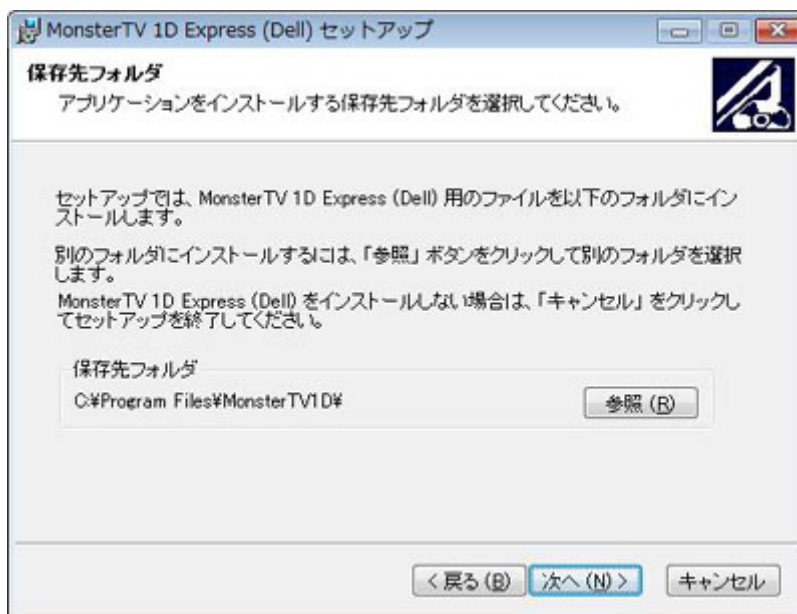 MonsterTV 1D Express (Dell) セットアップ
保存先フォルダ
アプリケーションをインストールする保存先フォルダを選択してください。
セットアップでは、MonsterTV 1D Express (Dell) 用のファイルを以下のフォルダにイン
ストールします。
別のフォルダにインストールするには、「参照」ボタンをクリックして別のフォルダを選択
します。
MonsterTV 1D Express (Dell) をインストールしない場合は、「キャンセル」をクリックし
てセットアップを終了してください。
保存先フォルダ
C:¥Program Files¥MonsterTV1D¥
参照 (R)
< 戻る (B)
次へ (N) >
キャンセル